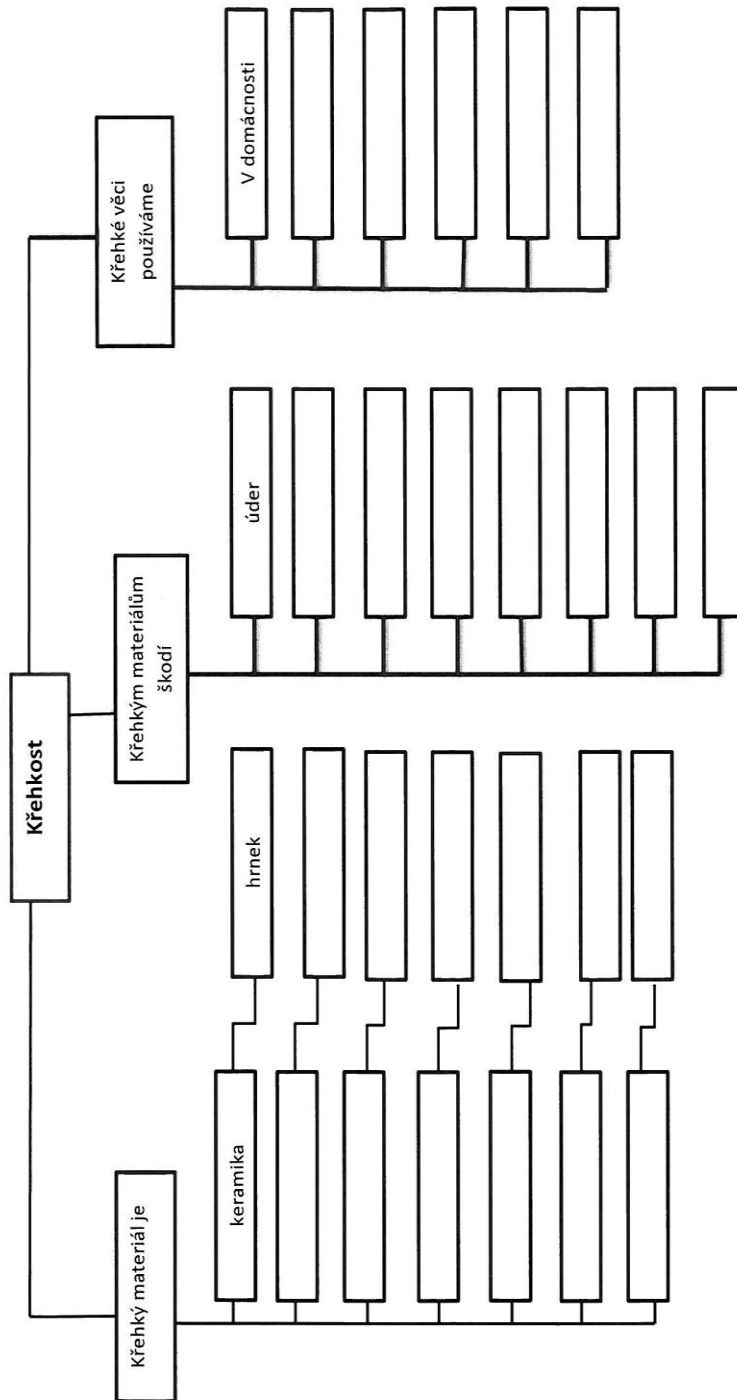 Křehkost
Křehký materiál je
keramika
hrnek
Křehkým materiálům
škodí
úder
Křehké věci
používáme
V domácnosti